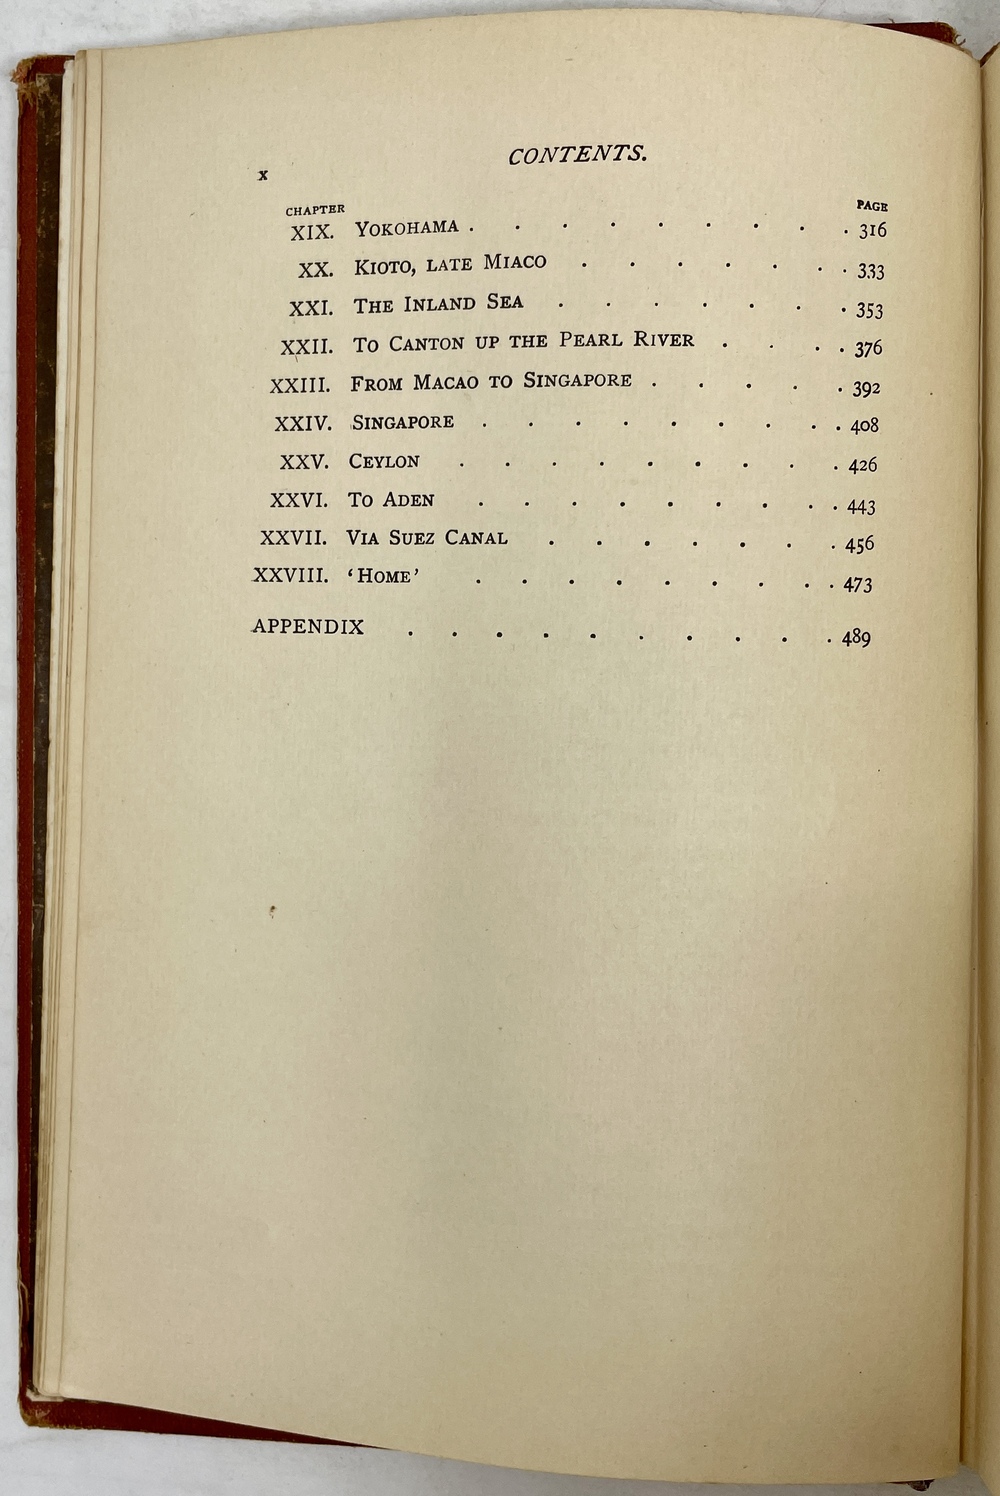 CONTENTS.
x
CHAPTER PAGE
XIX. YOKOHAMA . . . . . . . . . 316
XX. KIOTO, LATE MIACO . . . . . . . 333
XXI. THE INLAND SEA . . . . . . . 353
XXII. TO CANTON UP THE PEARL RIVER . . . . 376
XXIII. FROM MACAO TO SINGAPORE . . . . . 392
XXIV. SINGAPORE . . . . . . . . . 408
XXV. CEYLON . . . . . . . . . 426
XXVI. TO ADEN . . . . . . . . . 443
XXVII. VIA SUEZ CANAL . . . . . . . 456
XXVIII. ‘HOME’ . . . . . . . . . 473
APPENDIX . . . . . . . . . . 489